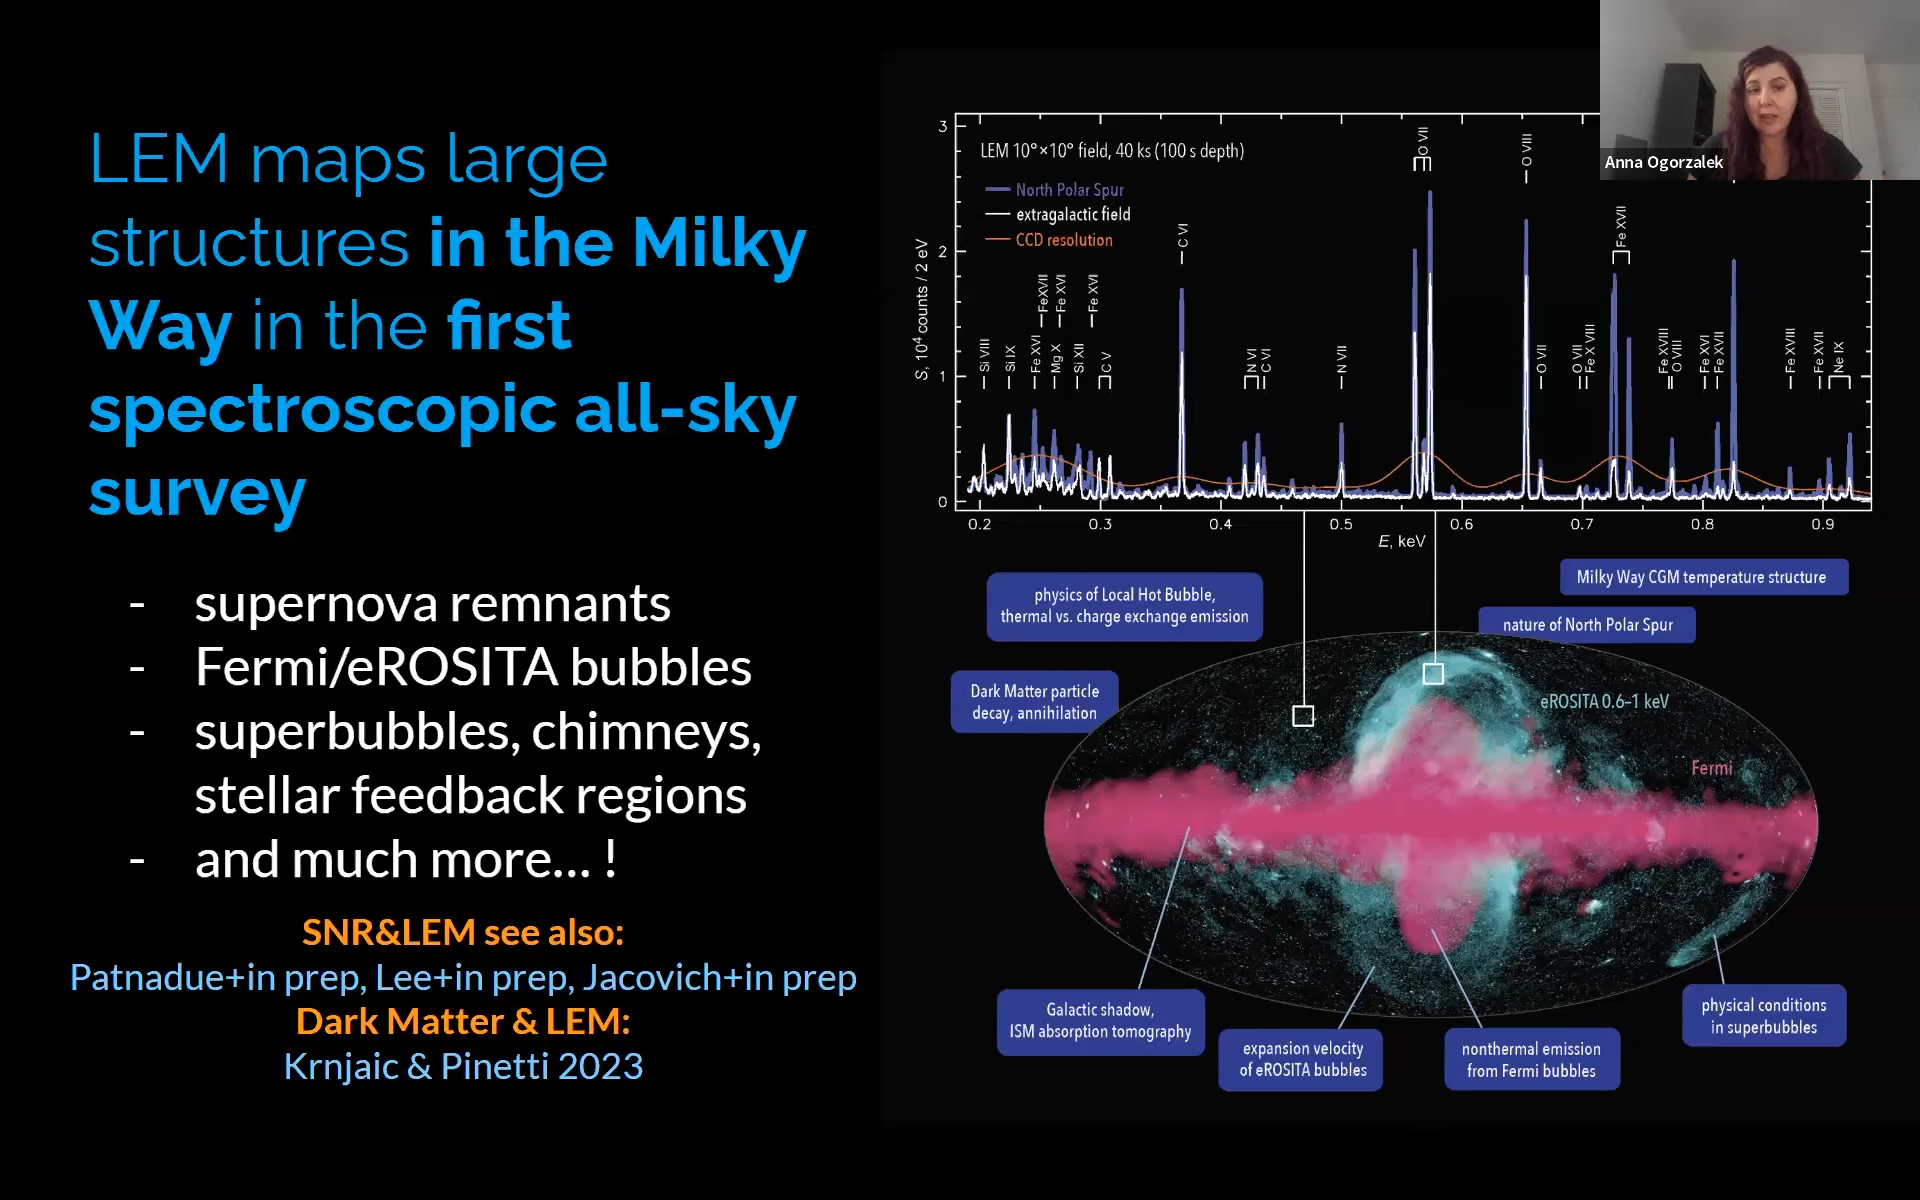 LEM maps large
structures in the Milky
Way in the first
spectroscopic all-sky
survey
- supernova remnants
- Fermi/eROSITA bubbles
- superbubbles, chimneys,
stellar feedback regions
- and much more... !
SNR&LEM see also:
Patnadue+in prep, Lee+in prep, Jacovich+in prep
Dark Matter & LEM:
Krnjaic & Pinetti 2023
Anna Ogorzalek
LEM 10°×10° field, 40 ks (100 s depth)
North Polar Spur
extragalactic field
CCD resolution
S, 10⁴ counts / 2 eV
3
2
1
0
Si VIII
Si IX
Fe XVI
FeXVII
Mg X
Fe XVI
Si XII
Fe XVI
C V
C VI
N VI
C VI
N VII
O VII
O VIII
O VII
O VII
Fe X VIII
Fe XVII
Fe XVIII
O VIII
Fe XVI
Fe XVII
Fe XVIII
Fe XVII
Ne IX
0.2 0.3 0.4 0.5 0.6 0.7 0.8 0.9
E, keV
physics of Local Hot Bubble,
thermal vs. charge exchange emission
Milky Way CGM temperature structure
nature of North Polar Spur
Dark Matter particle
decay, annihilation
eROSITA 0.6–1 keV
Fermi
Galactic shadow,
ISM absorption tomography
expansion velocity
of eROSITA bubbles
nonthermal emission
from Fermi bubbles
physical conditions
in superbubbles